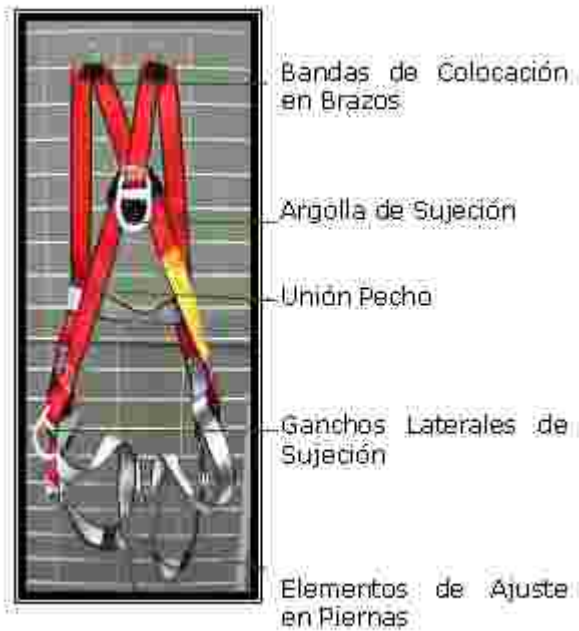 Bandas de Colocación
en Brazos
Argolla de Sujeción
Unión Pecho
Ganchos Laterales de
Sujeción
Elementos de Ajuste
en Piernas